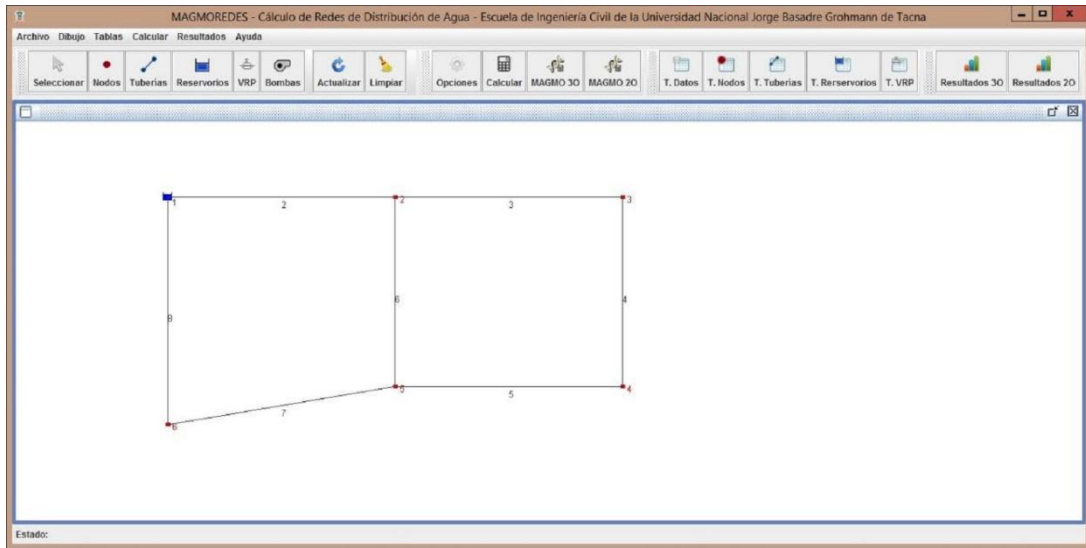 MAGMOREDES - Cálculo de Redes de Distribución de Agua - Escuela de Ingeniería Civil de la Universidad Nacional Jorge Basadre Grohmann de Tacna
Archivo Dibujo Tablas Calcular Resultados Ayuda
Seleccionar Nodos Tuberias Reservorios VRP Bombas Actualizar Limpiar Opciones Calcular MAGMO 3O MAGMO 2O T. Datos T. Nodos T. Tuberias T. Rerservorios T. VRP Resultados 3O Resultados 2O
1 2 2 3 3
6 4
8
5 5 4
7
6
Estado: